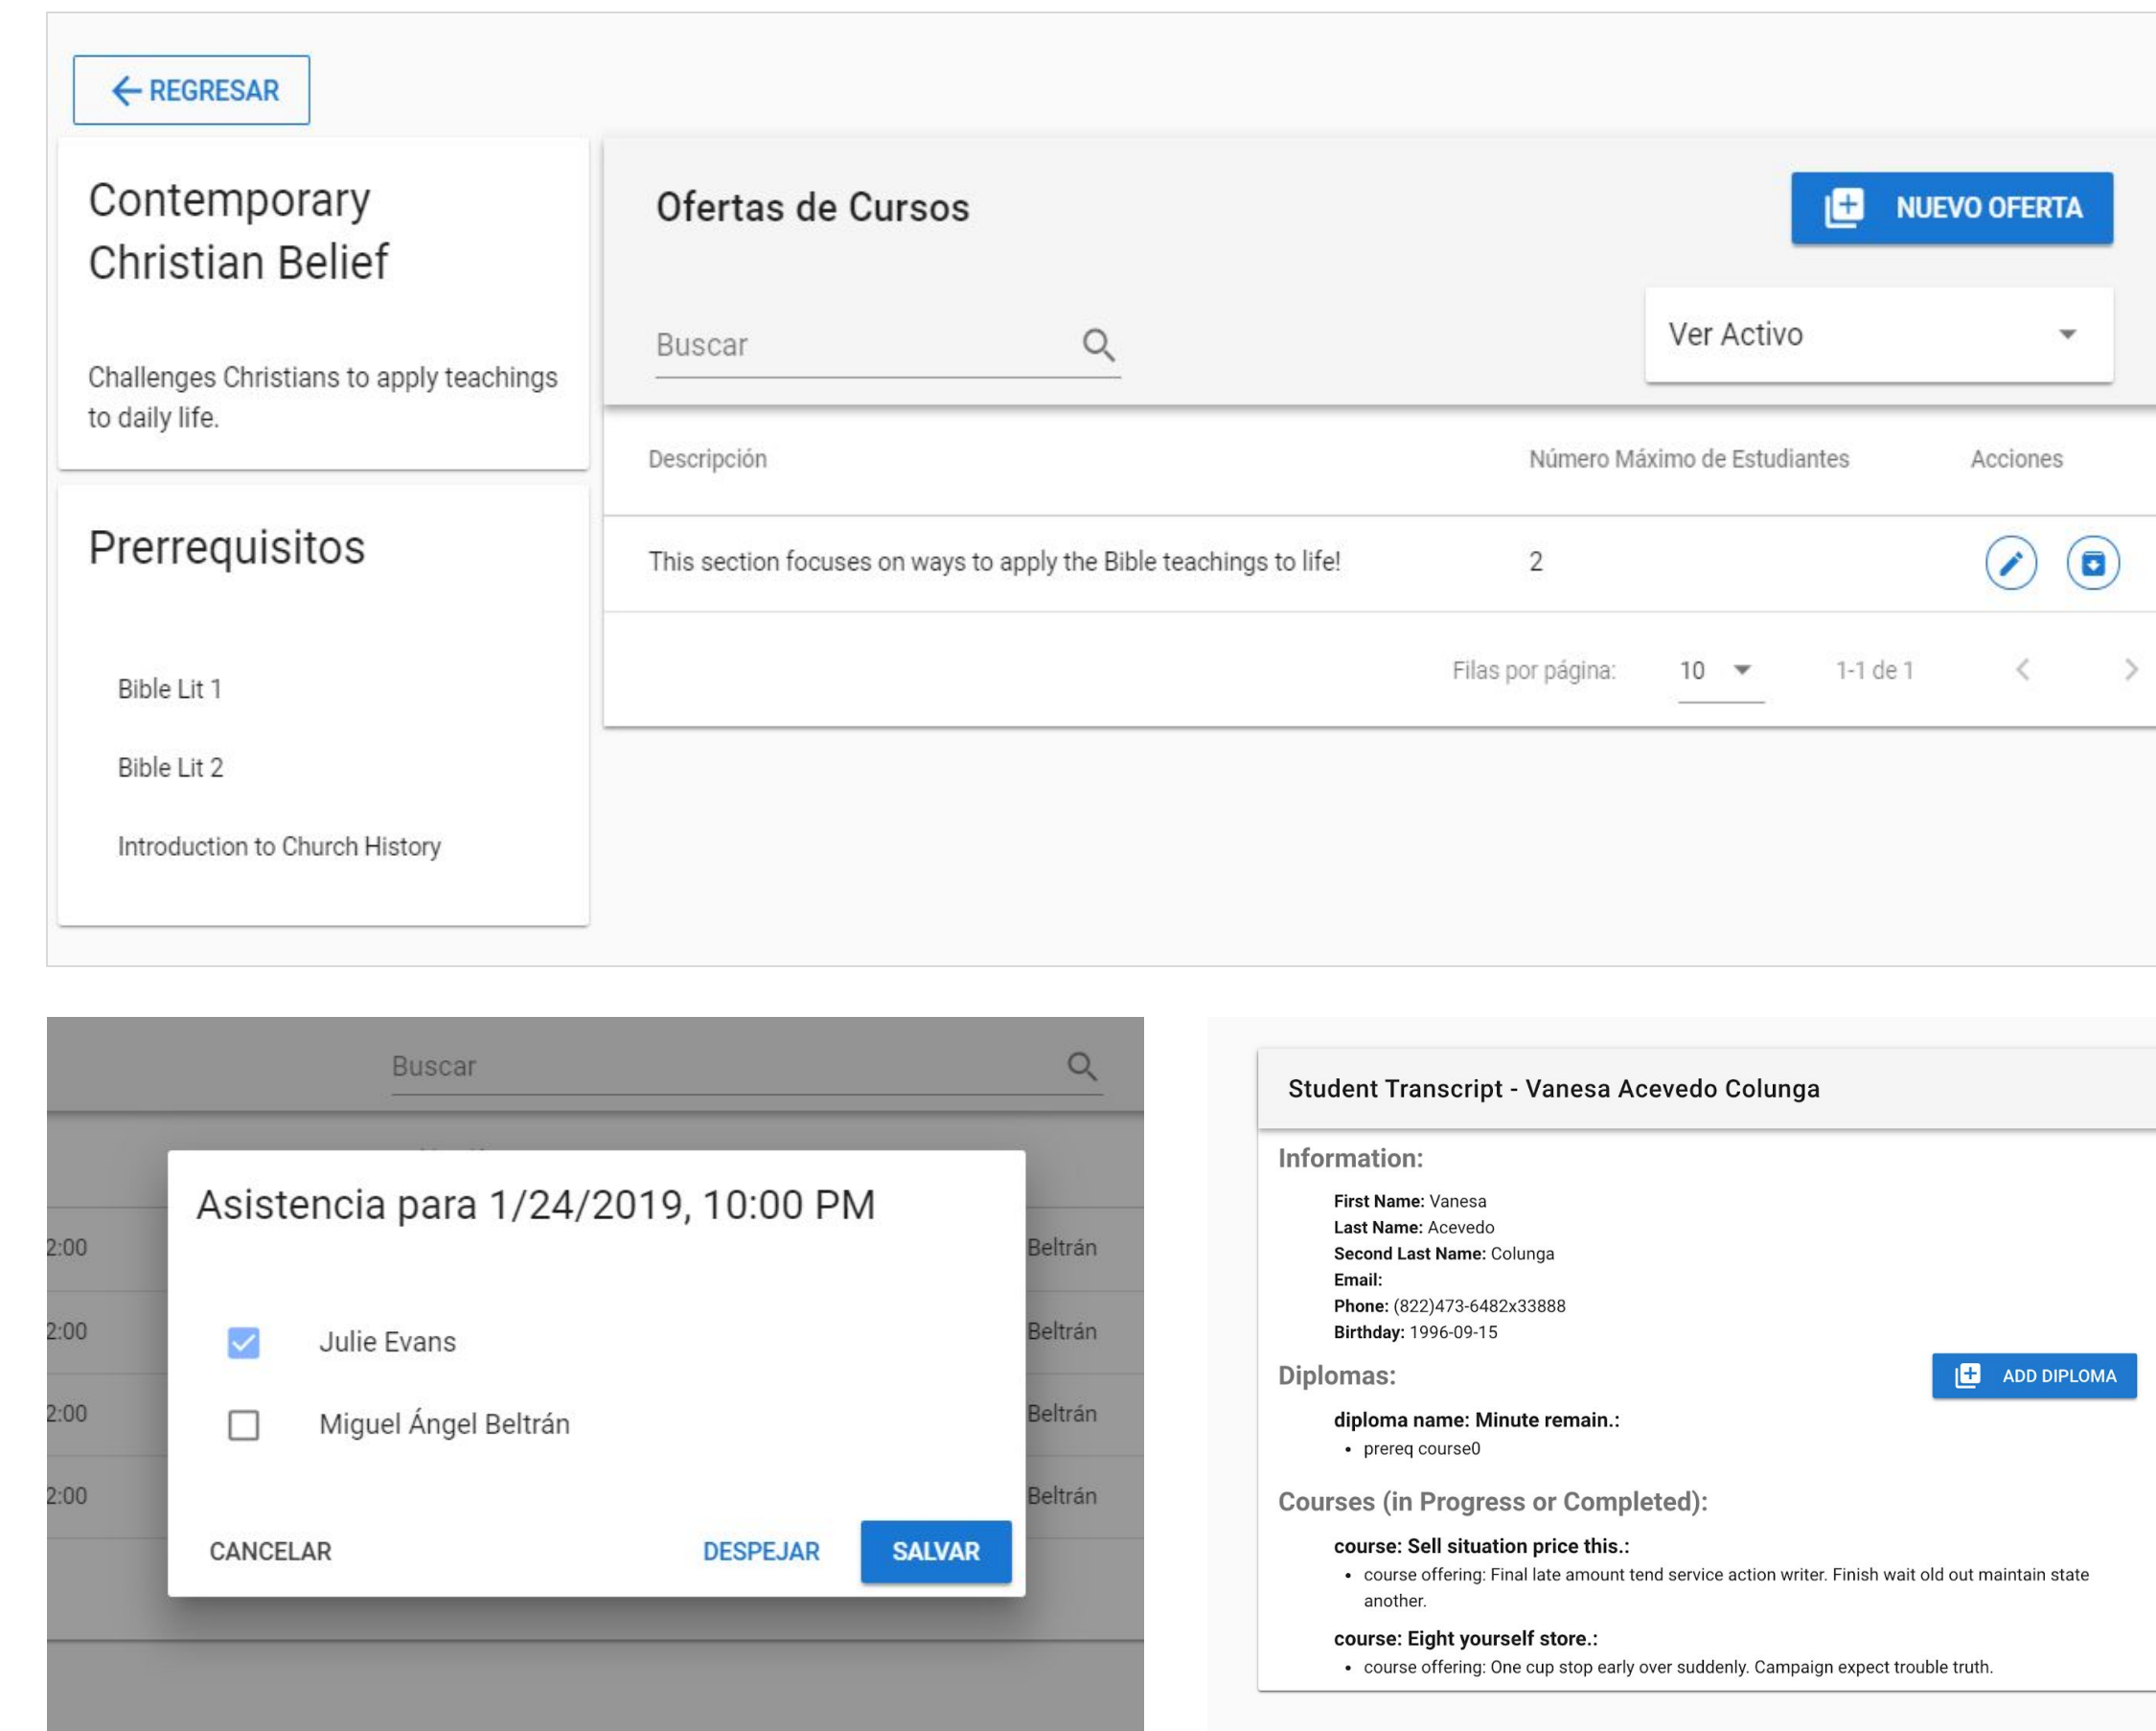 REGRESAR
Contemporary
Christian Belief
Challenges Christians to apply teachings
to daily life.
Prerrequisitos
Bible Lit 1
Bible Lit 2
Introduction to Church History
Ofertas de Cursos
NUEVO OFERTA
Buscar
Ver Activo
Descripción Número Máximo de Estudiantes Acciones
This section focuses on ways to apply the Bible teachings to life! 2
Filas por página: 10 1-1 de 1
Buscar
Asistencia para 1/24/2019, 10:00 PM
2:00 Beltrán
Julie Evans
2:00 Beltrán
Miguel Ángel Beltrán
2:00 Beltrán
2:00 Beltrán
CANCELAR DESPEJAR SALVAR
Student Transcript - Vanesa Acevedo Colunga
Information:
First Name: Vanesa
Last Name: Acevedo
Second Last Name: Colunga
Email:
Phone: (822)473-6482x33888
Birthday: 1996-09-15
Diplomas:
ADD DIPLOMA
diploma name: Minute remain.:
• prereq course0
Courses (in Progress or Completed):
course: Sell situation price this.:
• course offering: Final late amount tend service action writer. Finish wait old out maintain state
another.
course: Eight yourself store.:
• course offering: One cup stop early over suddenly. Campaign expect trouble truth.